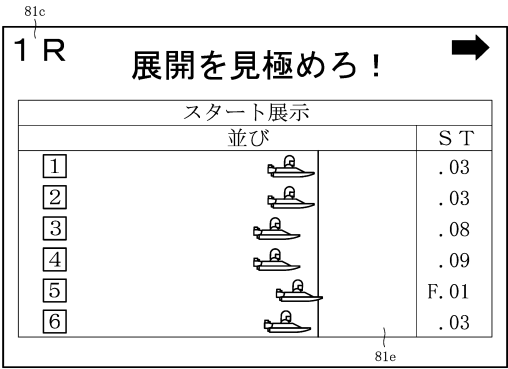 81c
1R
展開を見極めろ！
スタート展示
並び ST
1 .03
2 .03
3 .08
4 .09
5 F.01
6 .03
81e